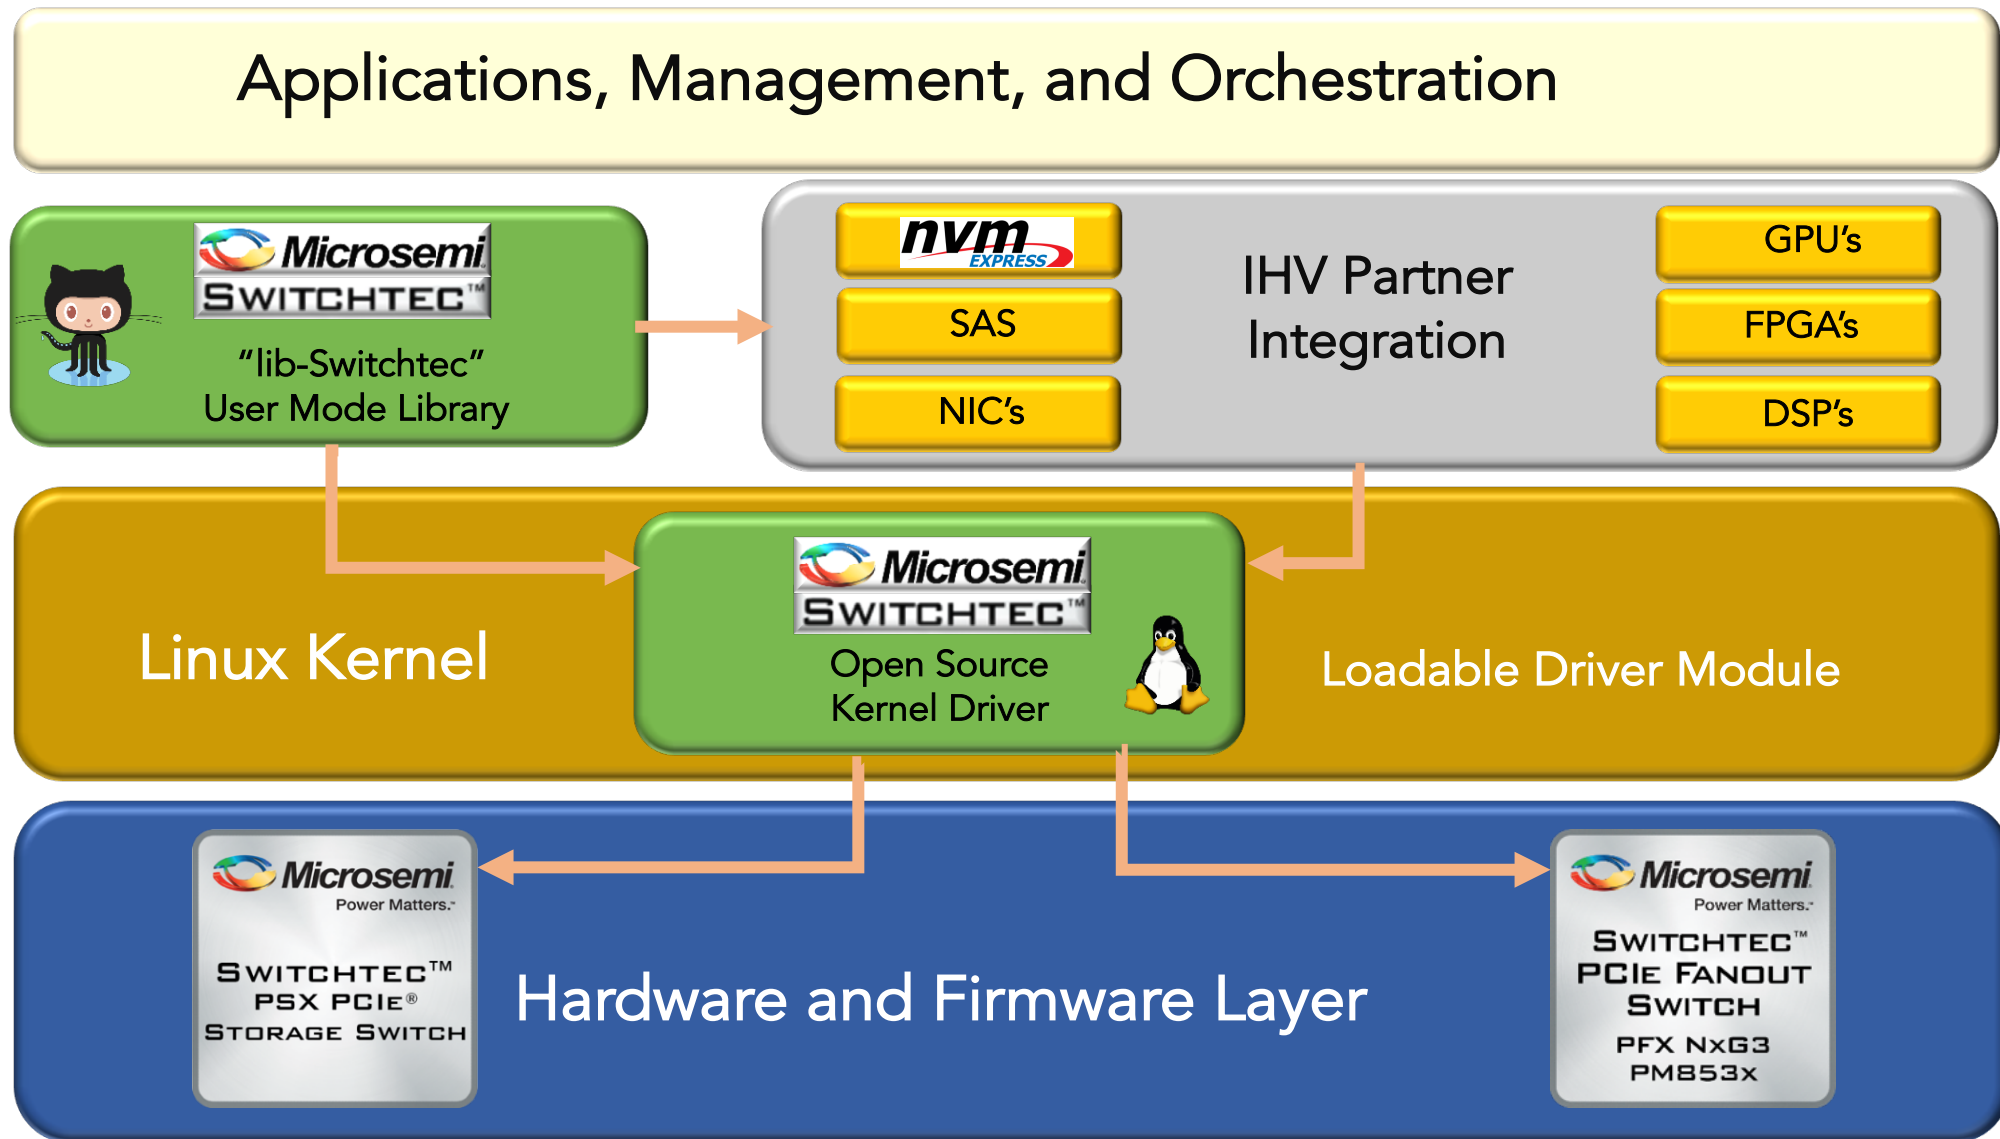 Applications, Management, and Orchestration
Microsemi
SWITCHTEC™
“lib-Switchtec”
User Mode Library
nvm
EXPRESS
SAS
NIC’s
IHV Partner
Integration
GPU’s
FPGA’s
DSP’s
Linux Kernel
Microsemi
SWITCHTEC™
Open Source
Kernel Driver
Loadable Driver Module
Microsemi
Power Matters.™
SWITCHTEC™
PSX PCIe®
STORAGE SWITCH
Hardware and Firmware Layer
Microsemi
Power Matters.™
SWITCHTEC™
PCIe FANOUT
SWITCH
PFX NxG3
PM853x